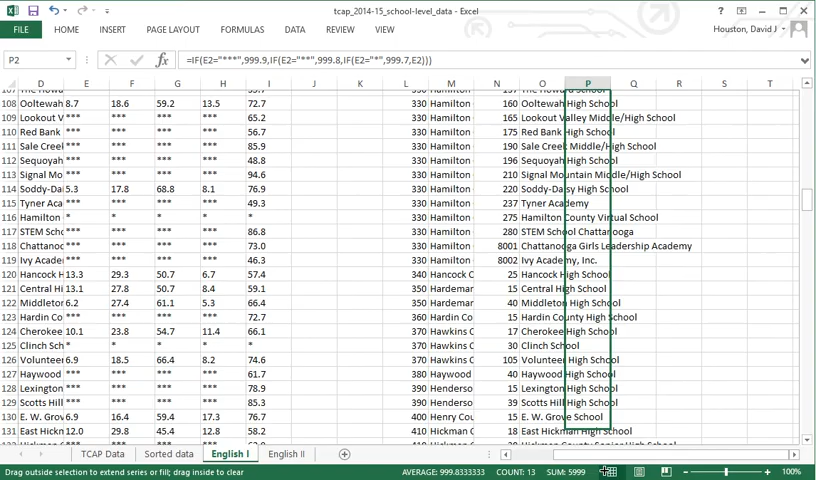 tcap_2014-15_school-level_data - Excel
FILE HOME INSERT PAGE LAYOUT FORMULAS DATA REVIEW VIEW Houston, David J
P2 =IF(E2="***",999.9,IF(E2="**",999.8,IF(E2="*",999.7,E2)))
D E F G H I J K L M N O P Q R S T
108 Ooltewah 8.7 18.6 59.2 13.5 72.7 330 Hamilton 160 Ooltewah High School
109 Lookout V *** *** *** *** 65.2 330 Hamilton 165 Lookout Valley Middle/High School
110 Red Bank *** *** *** *** 56.7 330 Hamilton 175 Red Bank High School
111 Sale Creek *** *** *** *** 85.9 330 Hamilton 190 Sale Creek Middle/High School
112 Sequoyah *** *** *** *** 48.8 330 Hamilton 196 Sequoyah High School
113 Signal Mo *** *** *** *** 94.6 330 Hamilton 210 Signal Mountain Middle/High School
114 Soddy-Dai 5.3 17.8 68.8 8.1 76.9 330 Hamilton 220 Soddy-Daisy High School
115 Tyner Aca *** *** *** *** 49.3 330 Hamilton 237 Tyner Academy
116 Hamilton * * * * * 330 Hamilton 275 Hamilton County Virtual School
117 STEM Scho *** *** *** *** 86.8 330 Hamilton 280 STEM School Chattanooga
118 Chattanoo *** *** *** *** 73.0 330 Hamilton 8001 Chattanooga Girls Leadership Academy
119 Ivy Acade *** *** *** *** 46.3 330 Hamilton 8002 Ivy Academy, Inc.
120 Hancock H 13.3 29.3 50.7 6.7 57.4 340 Hancock C 25 Hancock High School
121 Central Hi 13.1 27.8 50.7 8.4 59.1 350 Hardeman 15 Central High School
122 Middleton 6.2 27.4 61.1 5.3 66.4 350 Hardeman 40 Middleton High School
123 Hardin Co *** *** *** *** 72.7 360 Hardin Co 15 Hardin County High School
124 Cherokee 10.1 23.8 54.7 11.4 66.1 370 Hawkins C 17 Cherokee High School
125 Clinch Sch * * * * * 370 Hawkins C 30 Clinch School
126 Volunteer 6.9 18.5 66.4 8.2 74.6 370 Hawkins C 105 Volunteer High School
127 Haywood *** *** *** *** 61.7 380 Haywood 40 Haywood High School
128 Lexington *** *** *** *** 78.9 390 Henderso 15 Lexington High School
129 Scotts Hill *** *** *** *** 85.3 390 Henderso 39 Scotts Hill High School
130 E. W. Grov 6.9 16.4 59.4 17.3 76.7 400 Henry Cou 15 E. W. Grove School
131 East Hickn 12.0 29.8 45.4 12.8 58.2 410 Hickman 18 East Hickman High School
TCAP Data Sorted data English I English II
Drag outside selection to extend series or fill; drag inside to clear AVERAGE: 999.8333333 COUNT: 13 SUM: 5999 100%